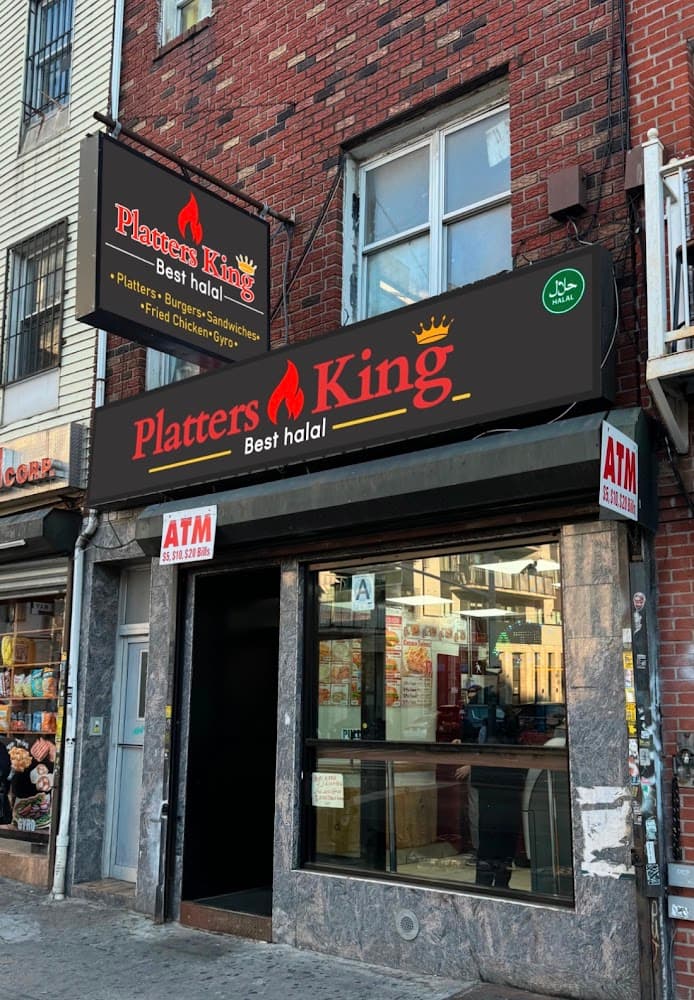 Platters King
Best halal
•Platters•Burgers•Sandwiches•
•Fried Chicken•Gyro•
حلال
HALAL
Platters King
Best halal
CORP.
ATM
$5, $10, $20 Bills
ATM
$5, $10, $20 Bills
A